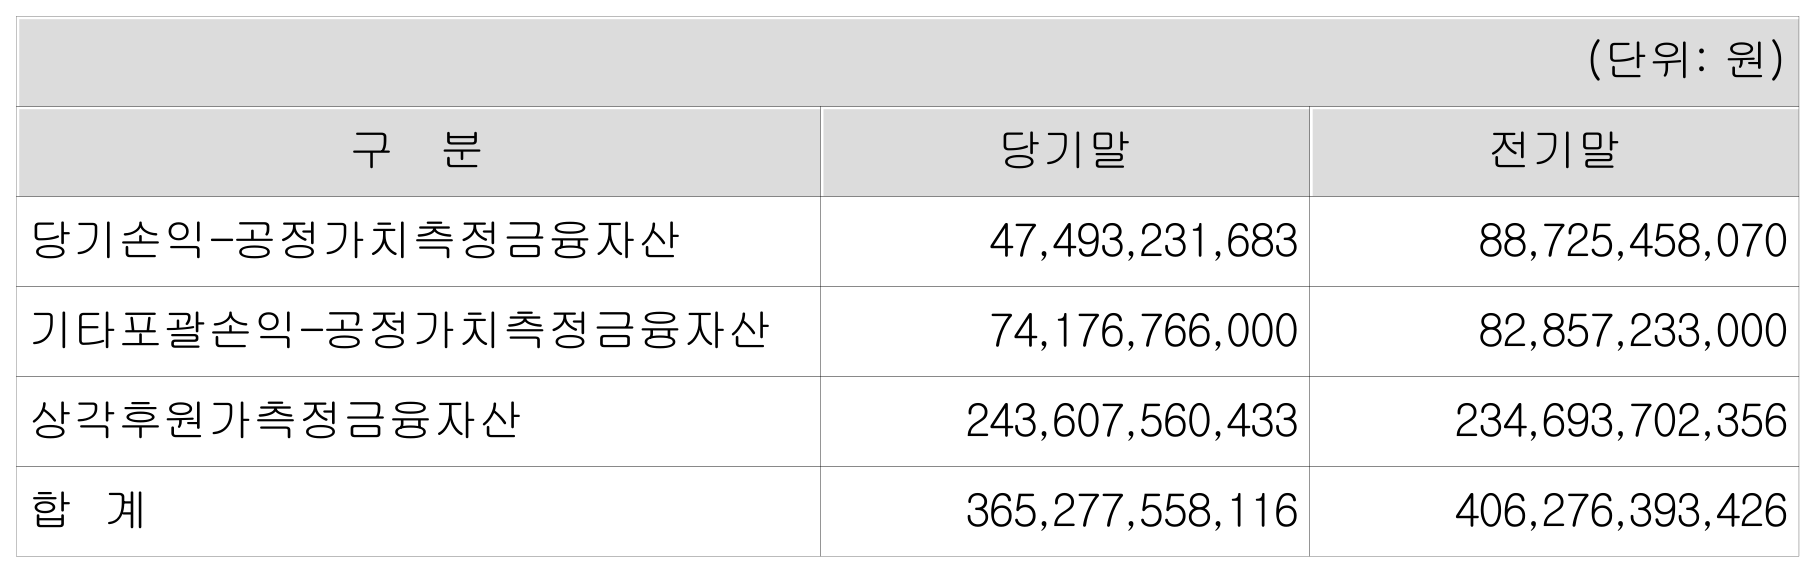 (단위: 원)
구 분 당기말 전기말
당기손익-공정가치측정금융자산 47,493,231,683 88,725,458,070
기타포괄손익-공정가치측정금융자산 74,176,766,000 82,857,233,000
상각후원가측정금융자산 243,607,560,433 234,693,702,356
합 계 365,277,558,116 406,276,393,426